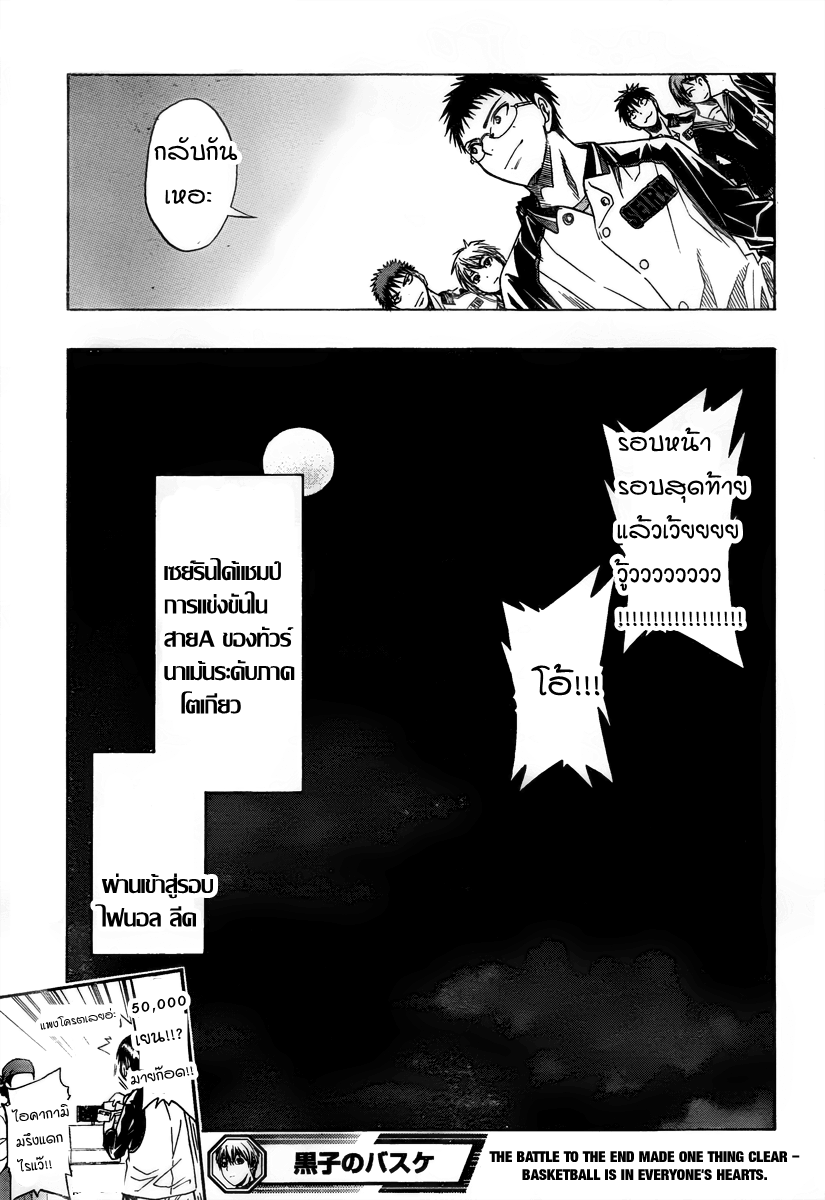 กลับกัน
เหอะ
SEIRIN
รอบหน้า
รอบสุดท้าย
แล้วเว้ยยยย
วู้ววววววววว
!!!!!!!!!!!!!!!!!!
โอ้!!!
เซย์รินได้แชมป์
การแข่งขันใน
สายA ของทัวร์
นาเม้นระดับภาค
โตเกียว
ผ่านเข้าสู่รอบ
ไฟนอล ลีค
50,000
เยน!!?
มายก๊อด!!
แพงโครตเลยอ่ะ
ไอคากามิ
มรึงแดก
ไรแว๊!!
黒子のバスケ
THE BATTLE TO THE END MADE ONE THING CLEAR –
BASKETBALL IS IN EVERYONE'S HEARTS.